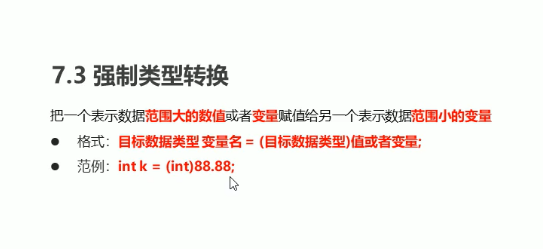 7.3 强制类型转换
把一个表示数据范围大的数值或者变量赋值给另一个表示数据范围小的变量
● 格式：目标数据类型 变量名 = (目标数据类型)值或者变量;
● 范例：int k = (int)88.88;